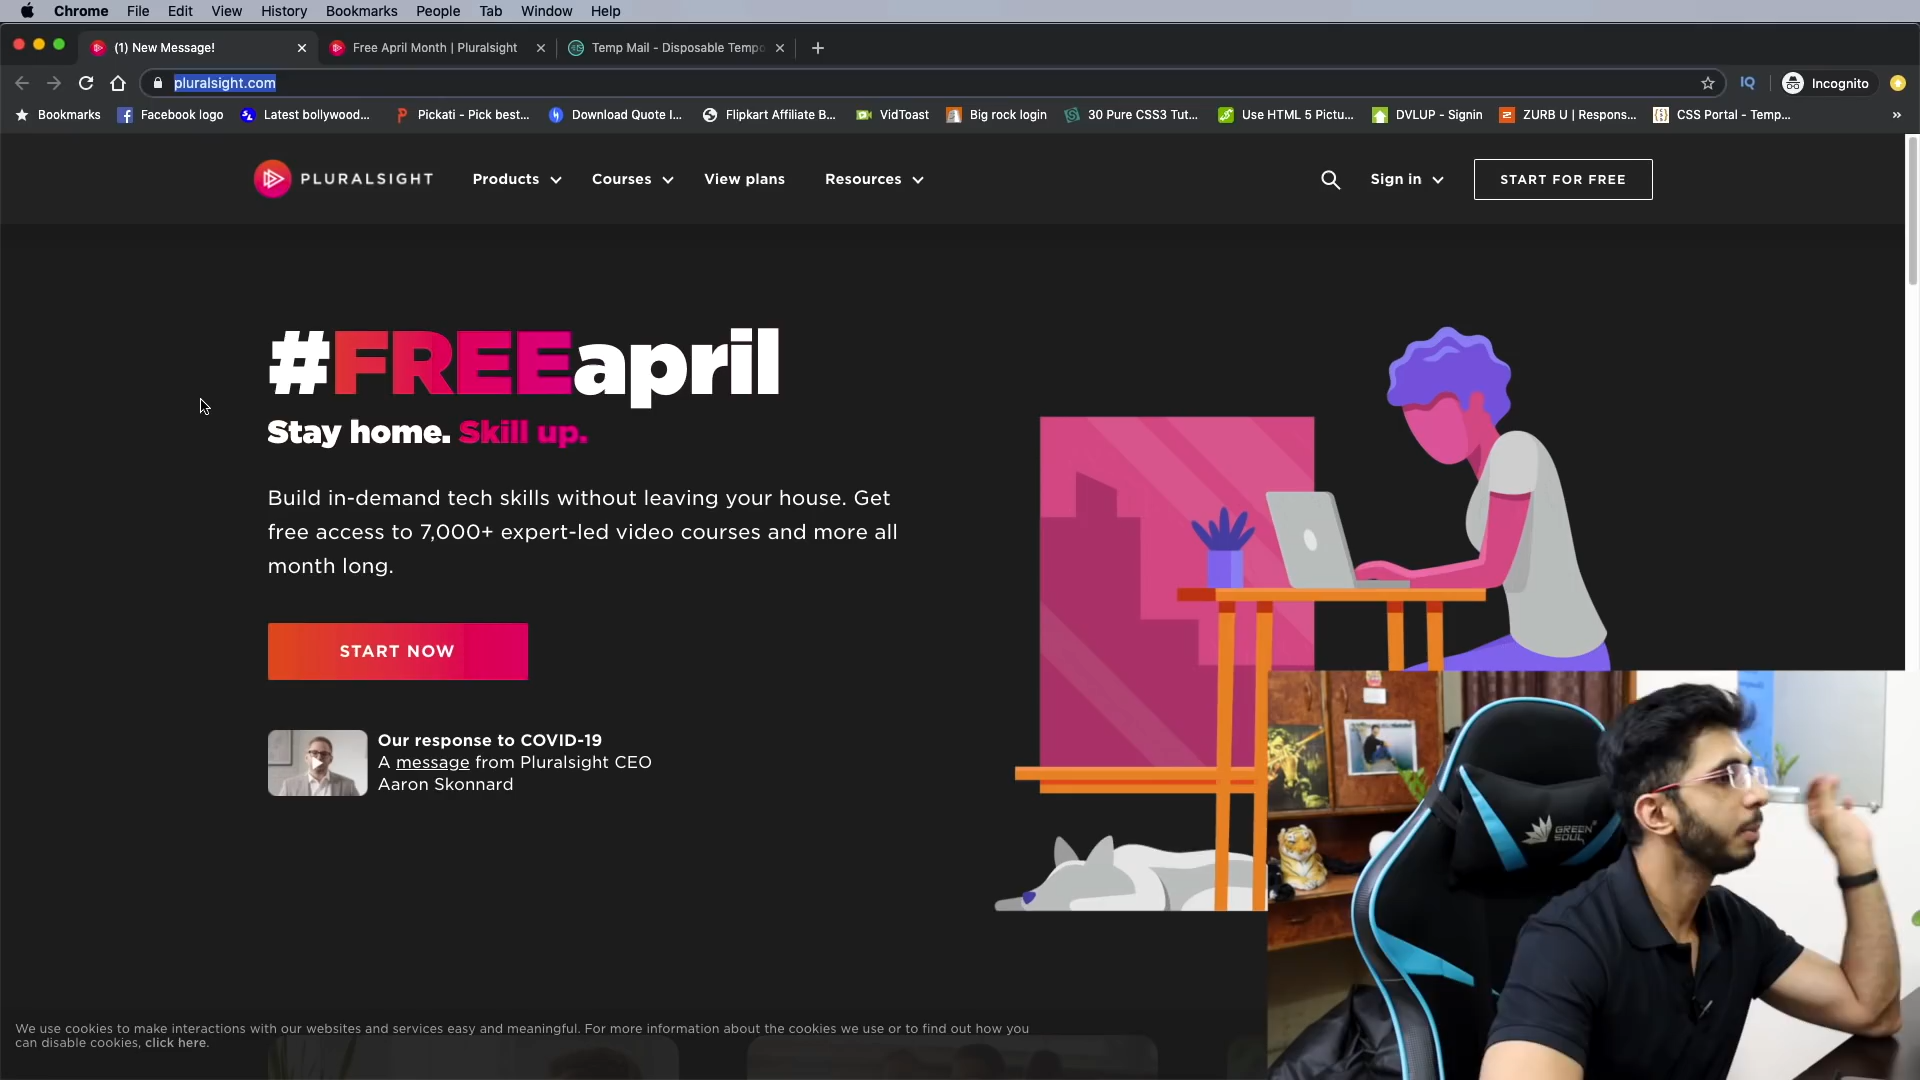 Chrome File Edit View History Bookmarks People Tab Window Help
(1) New Message!
Free April Month | Pluralsight
Temp Mail - Disposable Tempo
pluralsight.com
IQ
Incognito
Bookmarks
Facebook logo
Latest bollywood...
Pickati - Pick best...
Download Quote I...
Flipkart Affiliate B...
VidToast
Big rock login
30 Pure CSS3 Tut...
Use HTML 5 Pictu...
DVLUP - Signin
ZURB U | Respons...
CSS Portal - Temp...
»
PLURALSIGHT
Products
Courses
View plans
Resources
Sign in
START FOR FREE
#FREEapril
Stay home. Skill up.
Build in-demand tech skills without leaving your house. Get
free access to 7,000+ expert-led video courses and more all
month long.
START NOW
Our response to COVID-19
A message from Pluralsight CEO
Aaron Skonnard
GREEN
SOUL
We use cookies to make interactions with our websites and services easy and meaningful. For more information about the cookies we use or to find out how you
can disable cookies, click here.